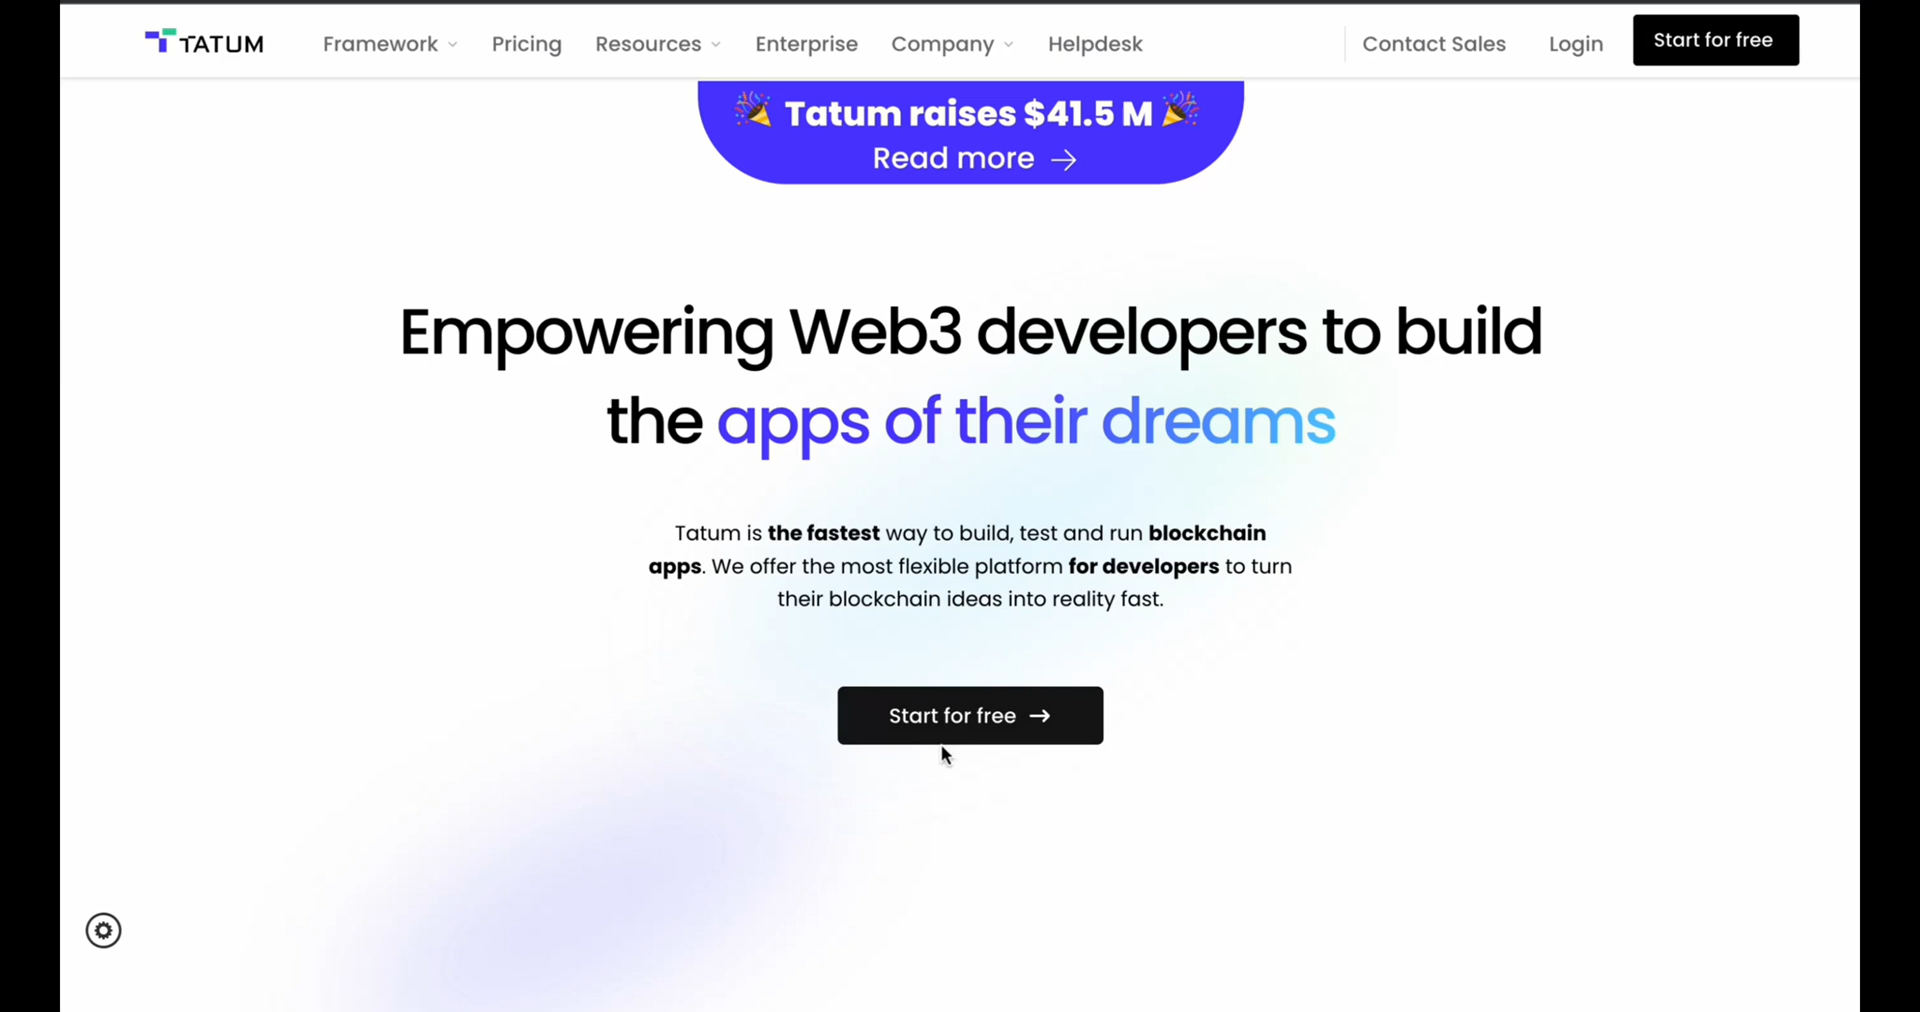 TATUM Framework Pricing Resources Enterprise Company Helpdesk Contact Sales Login Start for free
🎉 Tatum raises $41.5 M 🎉
Read more →
Empowering Web3 developers to build
the apps of their dreams
Tatum is the fastest way to build, test and run blockchain
apps. We offer the most flexible platform for developers to turn
their blockchain ideas into reality fast.
Start for free →